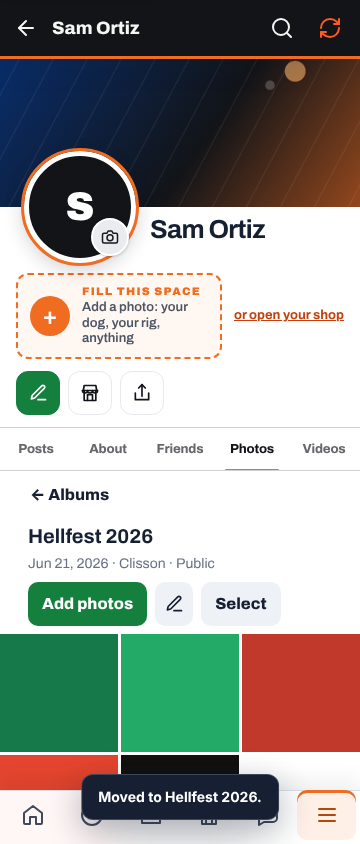 Sam Ortiz
S
Sam Ortiz
FILL THIS SPACE
Add a photo: your
dog, your rig,
anything
or open your shop
Posts About Friends Photos Videos
← Albums
Hellfest 2026
Jun 21, 2026 · Clisson · Public
Add photos Select
Moved to Hellfest 2026.